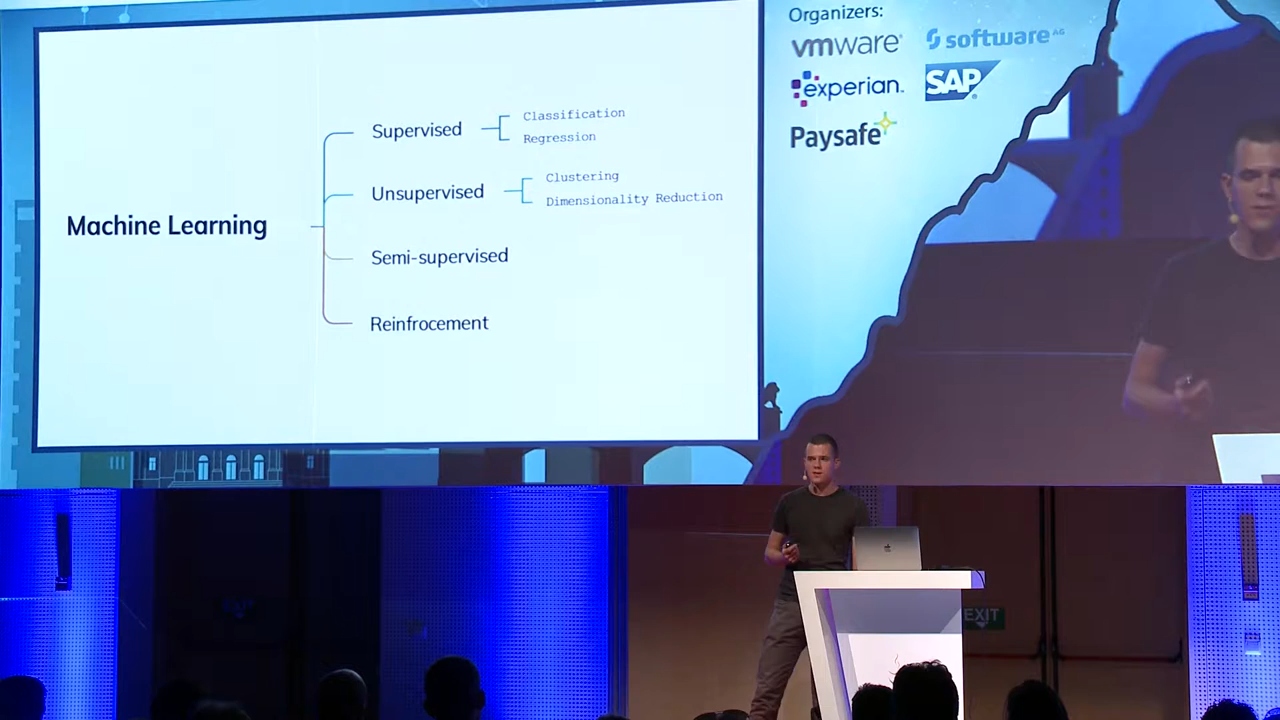 Machine Learning
Supervised
Classification
Regression
Unsupervised
Clustering
Dimensionality Reduction
Semi-supervised
Reinfrocement
Organizers:
vmware®
software AG
experian.
SAP®
Paysafe
EXIT